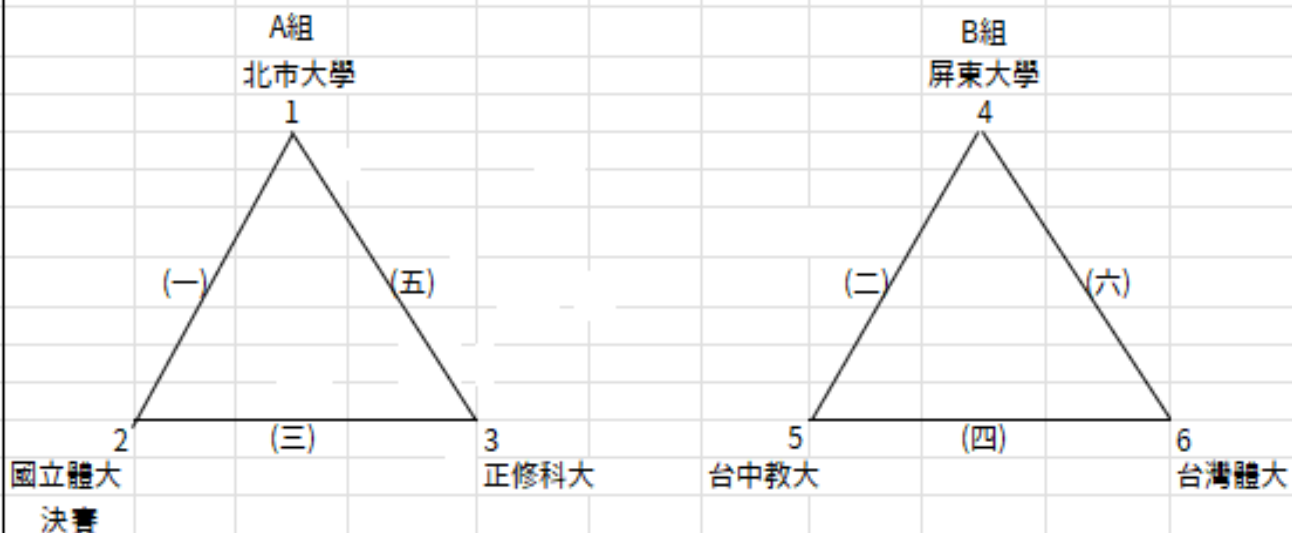 A組
北市大學
1
(一)
(五)
2
(三)
3
國立體大
正修科大
B組
屏東大學
4
(二)
(六)
5
(四)
6
台中教大
台灣體大
決賽